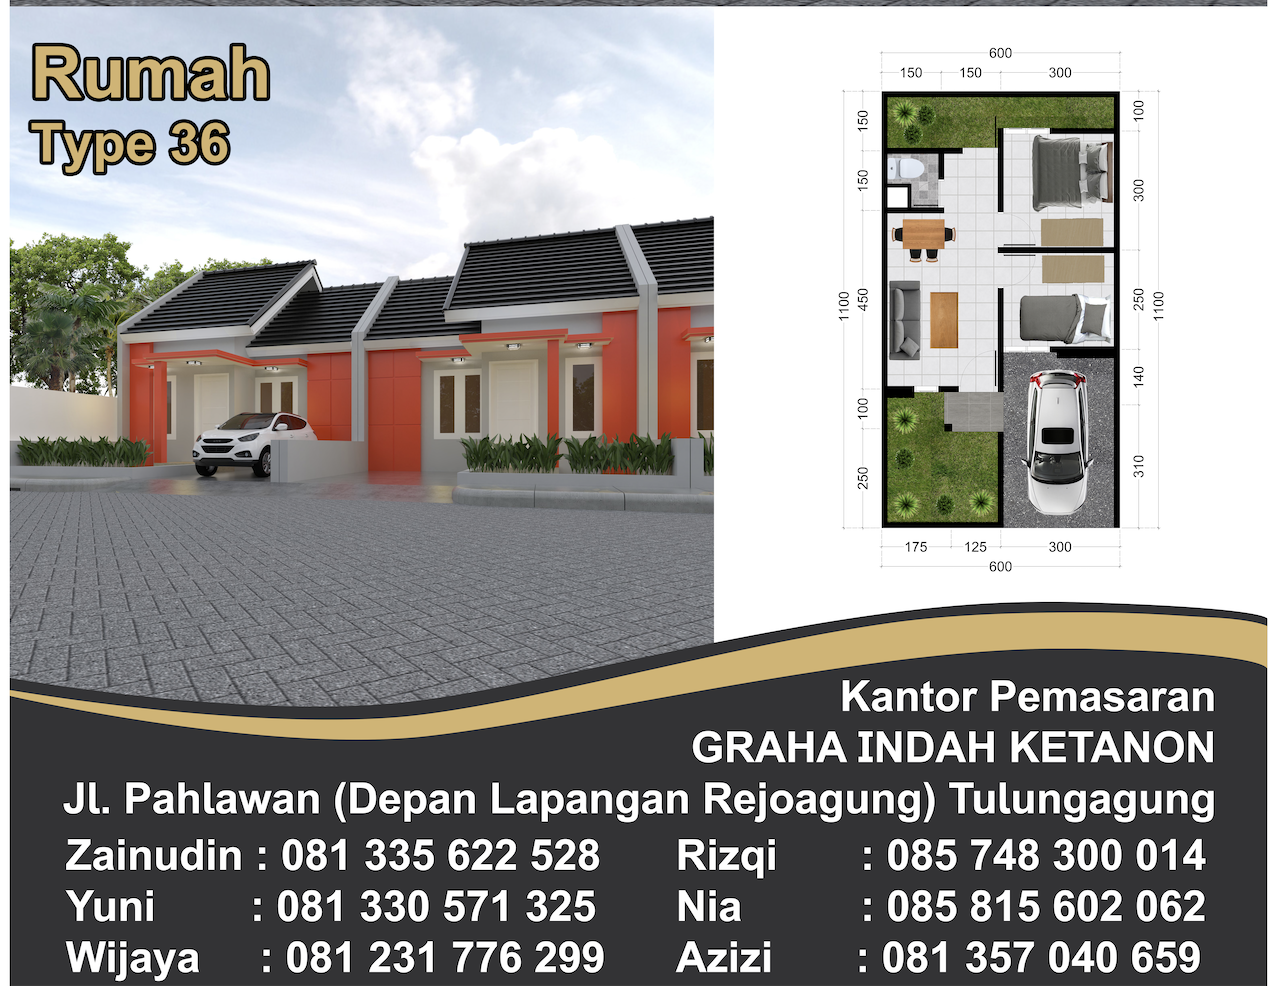 Rumah
Type 36
600
150 150 300
150
150
450
1100
100
250
100
300
250
1100
140
310
175 125 300
600
Kantor Pemasaran
GRAHA INDAH KETANON
Jl. Pahlawan (Depan Lapangan Rejoagung) Tulungagung
Zainudin : 081 335 622 528 Rizqi : 085 748 300 014
Yuni : 081 330 571 325 Nia : 085 815 602 062
Wijaya : 081 231 776 299 Azizi : 081 357 040 659